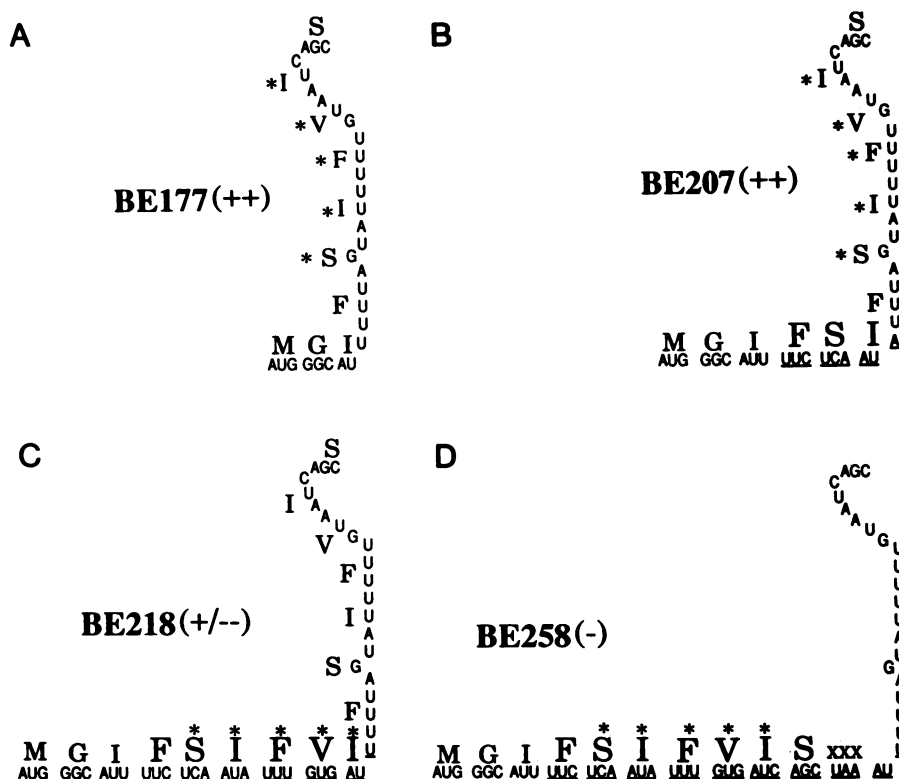 A
S
AGC
C
* I U
A
A
U
G
* V
U
U
* F
U
U
BE177(++)
U
* I
A
U
* S G A
U
F U
U
M G I U
AUG GGC AU
B
S
AGC
C
* I U
A
A
U
G
* V
U
U
* F
U
U
BE207(++)
U
* I
A
U
* S G A
U
F U
U
M G I F S I A
AUG GGC AUU UUC UCA AU
C
S
AGC
C
I U
A
A
U
G
V
U
U
F
U
U
BE218(+/--)
U
I
A
U
S G A
U
F U
U
* * * * *
M G I F S I F V I U
AUG GGC AUU UUC UCA AUA UUU GUG AU
D
AGC
C
U
A
A
U
G
U
U
U
U
BE258(-)
U
A
U
G A
U
U
U
U
* * * * *
M G I F S I F V I S XXX
AUG GGC AUU UUC UCA AUA UUU GUG AUC AGC UAA AU